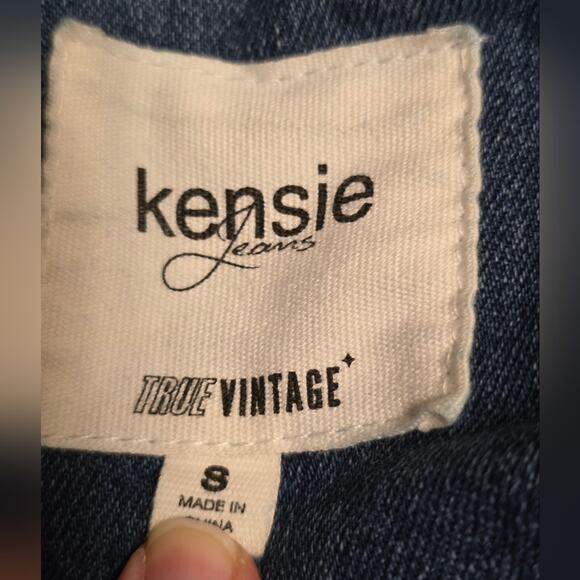 kensie
Jeans
TRUE VINTAGE
S
MADE IN
CHINA